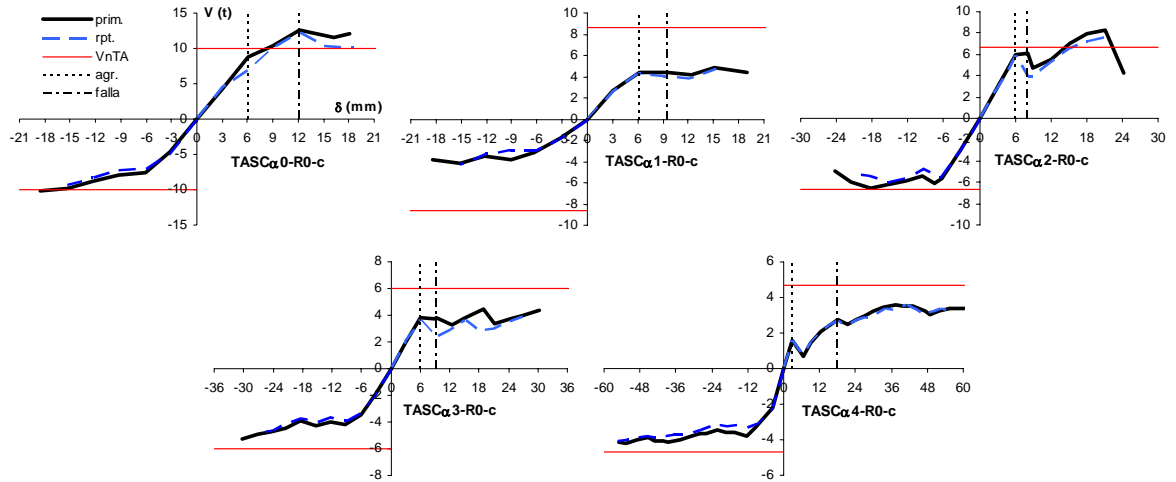 prim.
rpt.
VnTA
agr.
falla
V (t)
15
10
5
0
-5
-10
-15
δ (mm)
-21 -18 -15 -12 -9 -6 -3 0 3 6 9 12 15 18 21
TASCα0-R0-c
10
8
6
4
2
0
-2
-4
-6
-8
-10
-21 -18 -15 -12 -9 -6 -3 0 3 6 9 12 15 18 21
TASCα1-R0-c
10
8
6
4
2
0
-2
-4
-6
-8
-10
-30 -24 -18 -12 -6 0 6 12 18 24 30
TASCα2-R0-c
8
6
4
2
0
-2
-4
-6
-8
-36 -30 -24 -18 -12 -6 0 6 12 18 24 30 36
TASCα3-R0-c
6
4
2
0
-2
-4
-6
-60 -48 -36 -24 -12 0 12 24 36 48 60
TASCα4-R0-c